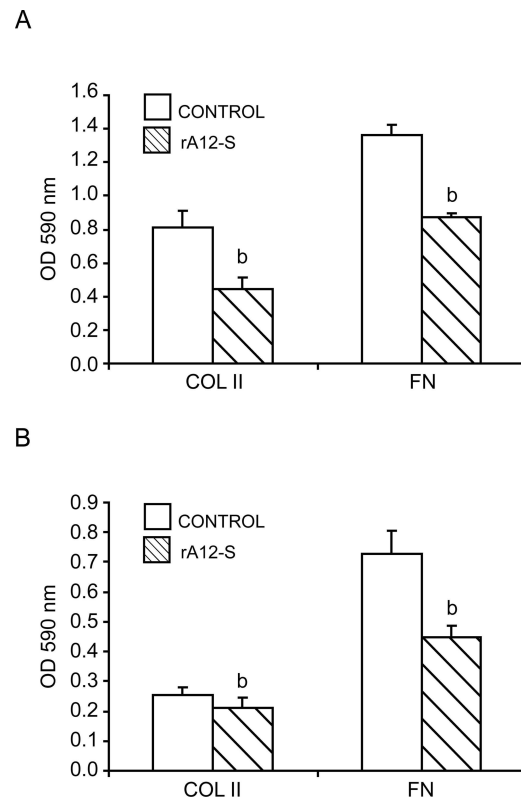 A
1.6
1.4
1.2
1.0
0.8
0.6
0.4
0.2
0.0
OD 590 nm
CONTROL
rA12-S
b
b
COL II
FN
B
0.9
0.8
0.7
0.6
0.5
0.4
0.3
0.2
0.1
0.0
OD 590 nm
CONTROL
rA12-S
b
b
COL II
FN